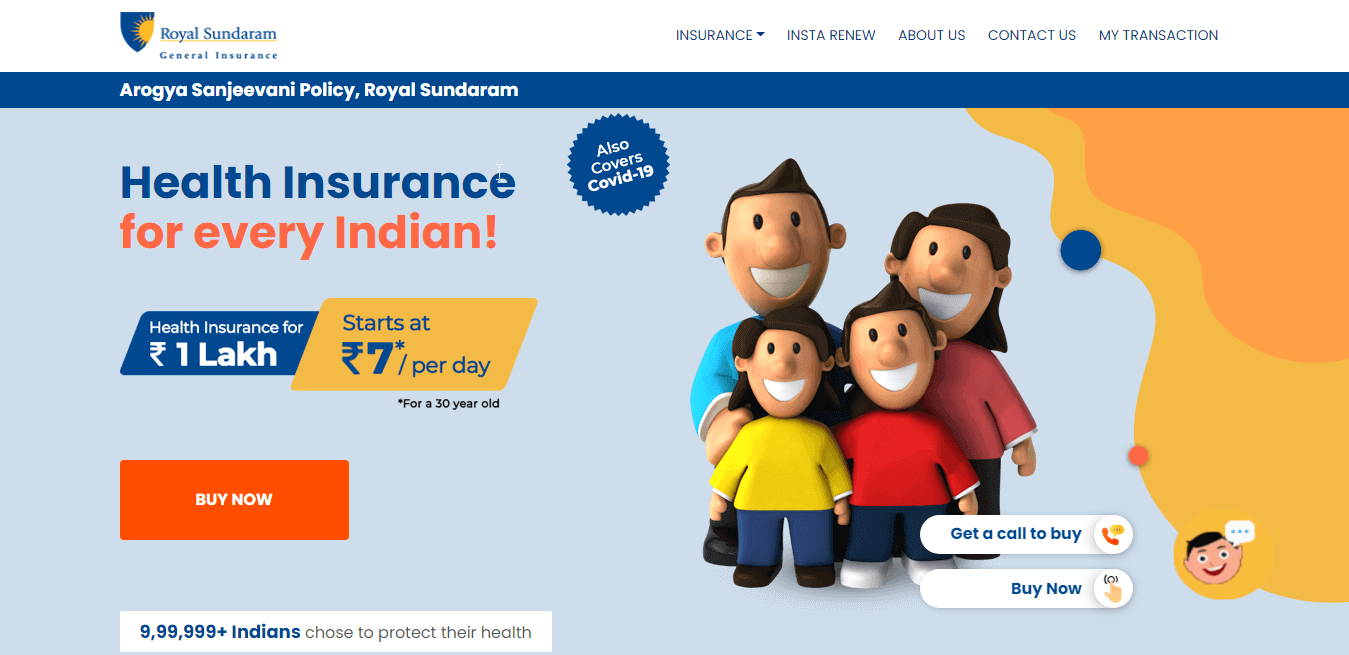 Royal Sundaram
General Insurance
INSURANCE INSTA RENEW ABOUT US CONTACT US MY TRANSACTION
Arogya Sanjeevani Policy, Royal Sundaram
Also
Covers
Covid-19
Health Insurance
for every Indian!
Health Insurance for
₹ 1 Lakh
Starts at
₹7*/per day
*For a 30 year old
BUY NOW
Get a call to buy
Buy Now
9,99,999+ Indians chose to protect their health